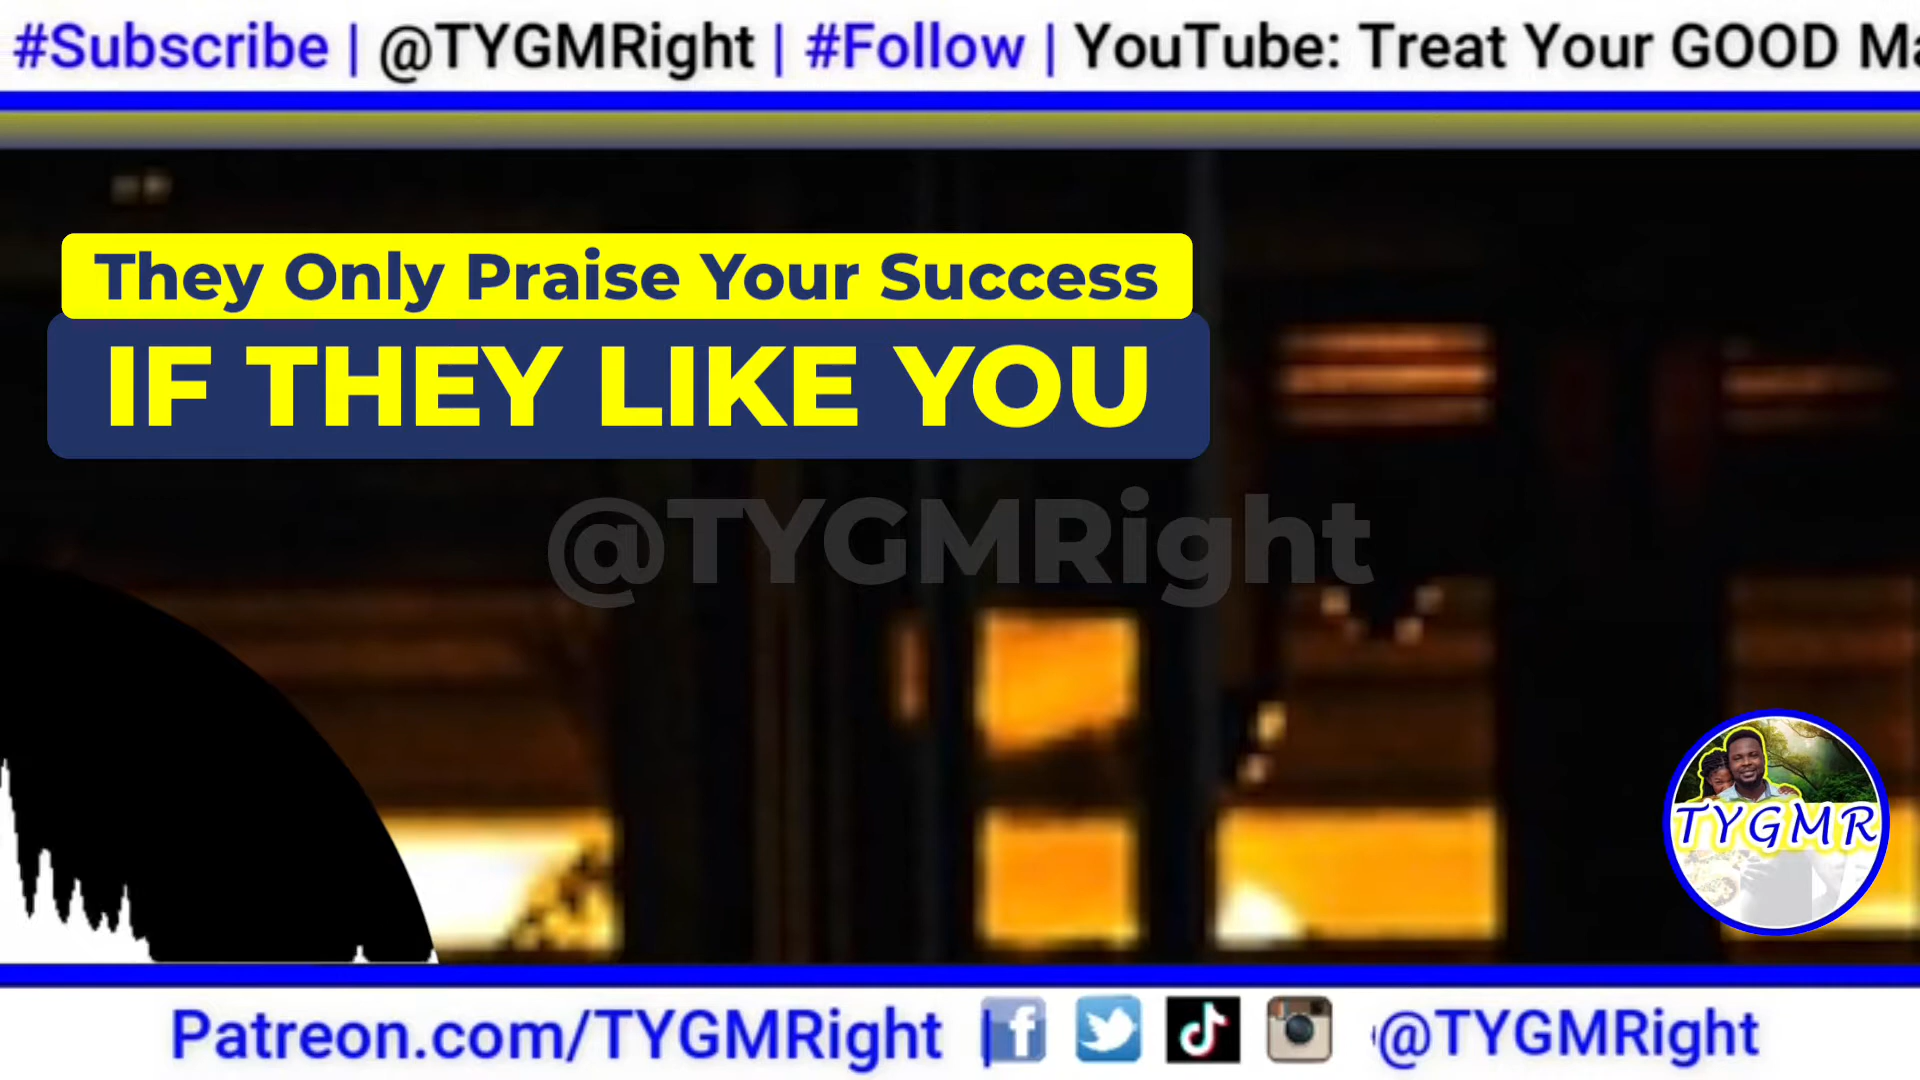 #Subscribe | @TYGMRight | #Follow | YouTube: Treat Your GOOD Ma
They Only Praise Your Success
IF THEY LIKE YOU
@TYGMRight
TYGMR
Patreon.com/TYGMRight | @TYGMRight